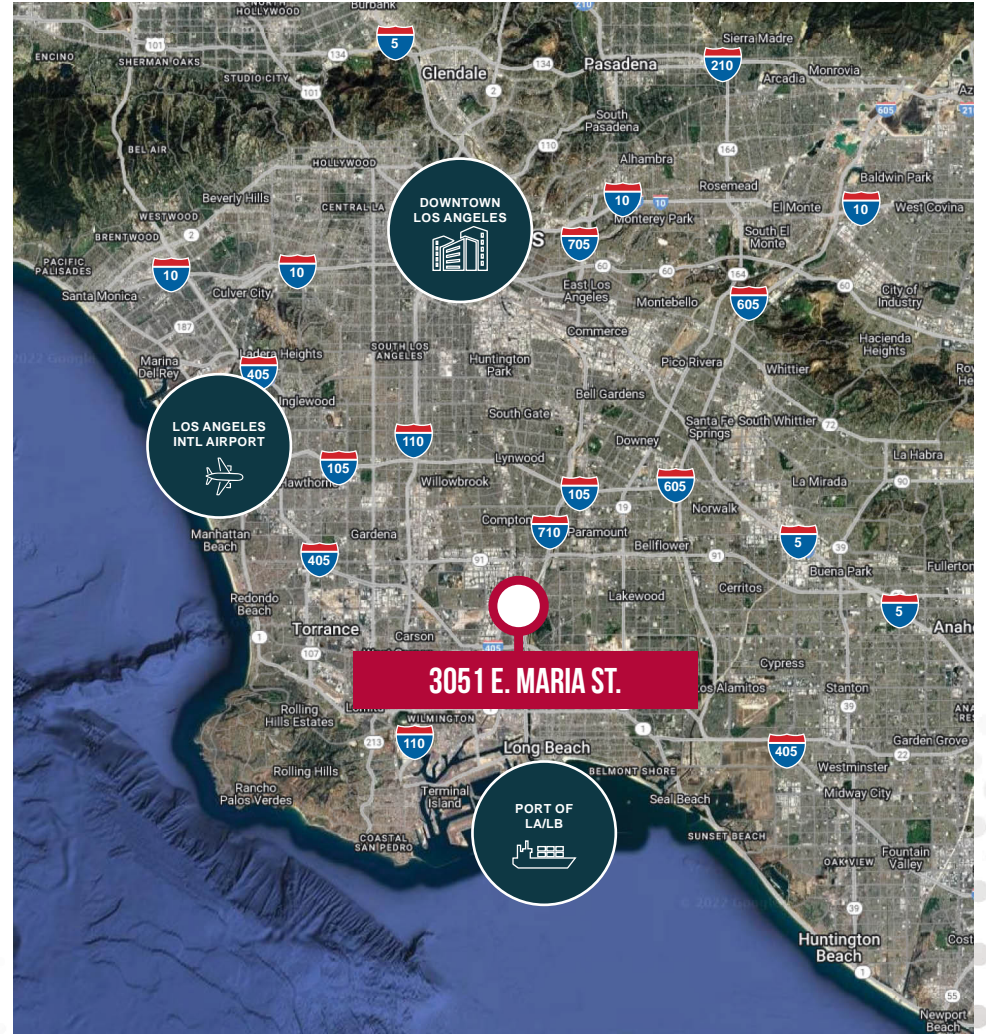 NORTH
HOLLYWOOD
Burbank
210
Sierra Madre
5
101
ENCINO
SHERMAN OAKS
134
Glendale
134
Pasadena
210
Monrovia
Arcadia
STUDIO CITY
101
2
605
South
Pasadena
110
164
BEL AIR
HOLLYWOOD
Alhambra
Baldwin Park
Beverly Hills
CENTRAL LA
DOWNTOWN
LOS ANGELES
10
10
Rosemead
El Monte
10
West Covina
WESTWOOD
2
Monterey Park
BRENTWOOD
S
705
South El
Monte
PACIFIC
PALISADES
10
10
60
60
164
60
Santa Monica
Culver City
East Los
Angeles
Montebello
605
City of
Industry
187
Commerce
Hacienda
Heights
SOUTH LOS
ANGELES
Huntington
Park
Pico Rivera
Whittier
Marina
Del Rey
Ladera Heights
405
Inglewood
Bell Gardens
LOS ANGELES
INTL AIRPORT
South Gate
Santa Fe
Springs
South Whittier
72
110
Downey
La Habra
105
Hawthorne
Lynwood
Willowbrook
105
605
La Mirada
90
19
Norwalk
Compton
710
Paramount
Manhattan
Beach
Gardena
405
Bellflower
5
39
91
91
Buena Park
Fullerton
Redondo
Beach
Lakewood
Cerritos
5
1
Torrance
Carson
Anah
107
405
3051 E. MARIA ST.
Cypress
Los Alamitos
Stanton
39
Rolling
Hills Estates
Lomita
WILMINGTON
213
110
1
405
Garden Grove
22
Long Beach
Rolling Hills
BELMONT SHORE
Westminster
Rancho
Palos Verdes
Terminal
Island
Seal Beach
Midway City
PORT OF
LA/LB
COASTAL
SAN PEDRO
SUNSET BEACH
OAK VIEW
Fountain
Valley
39
Huntington
Beach
Cost
1
55
Newport
Beach